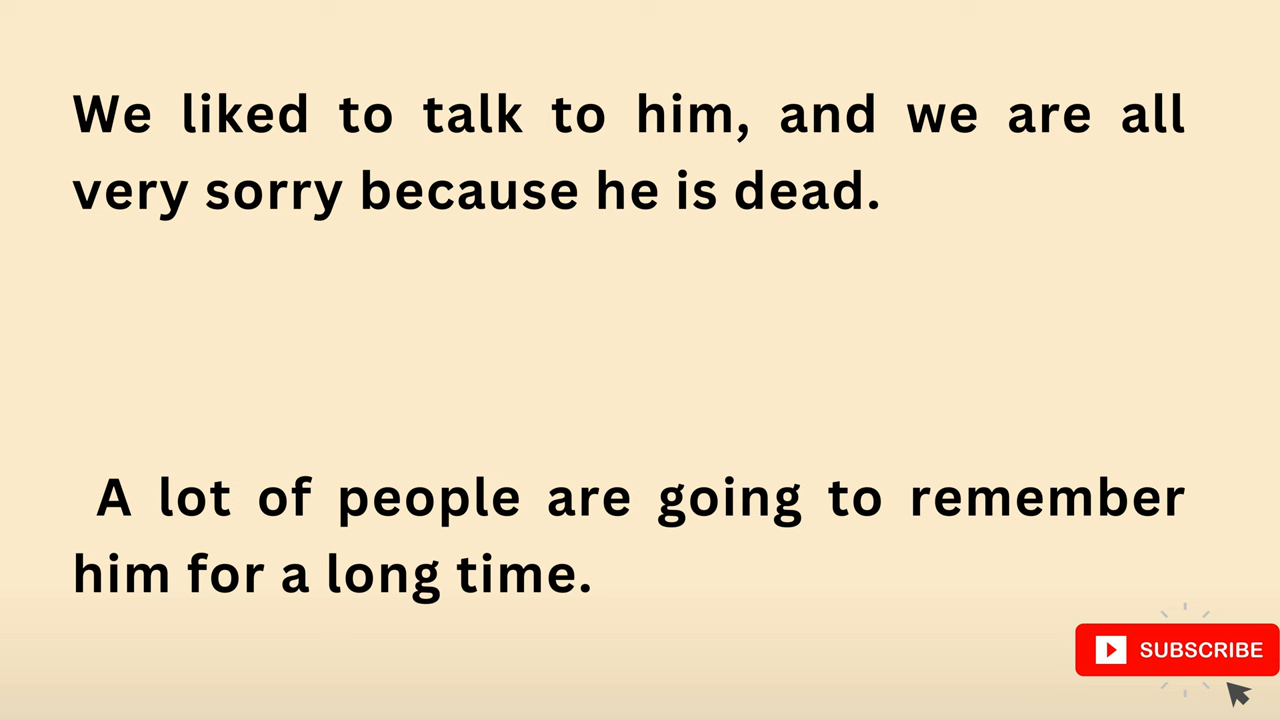 We liked to talk to him, and we are all
very sorry because he is dead.
A lot of people are going to remember
him for a long time.
SUBSCRIBE